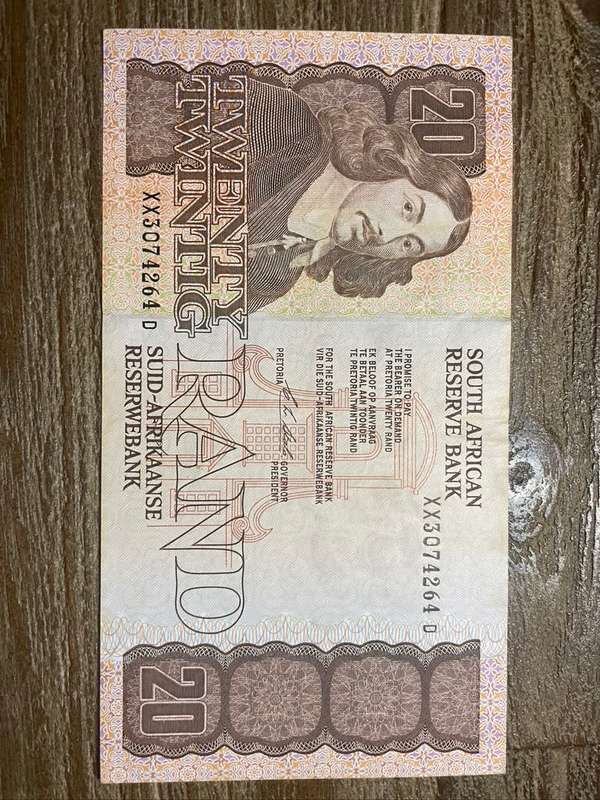 20
TWENTY
TWINTIG
RAND
XX3074264 D
SOUTH AFRICAN
RESERVE BANK
XX3074264 D
I PROMISE TO PAY
THE BEARER ON DEMAND
AT PRETORIA TWENTY RAND
EK BELOOF OP AANVRAAG
TE BETAAL AAN TOONDER
TE PRETORIA TWINTIG RAND
FOR THE SOUTH AFRICAN RESERVE BANK
VIR DIE SUID-AFRIKAANSE RESERWEBANK
PRETORIA
GOVERNOR
PRESIDENT
SUID-AFRIKAANSE
RESERWEBANK
20